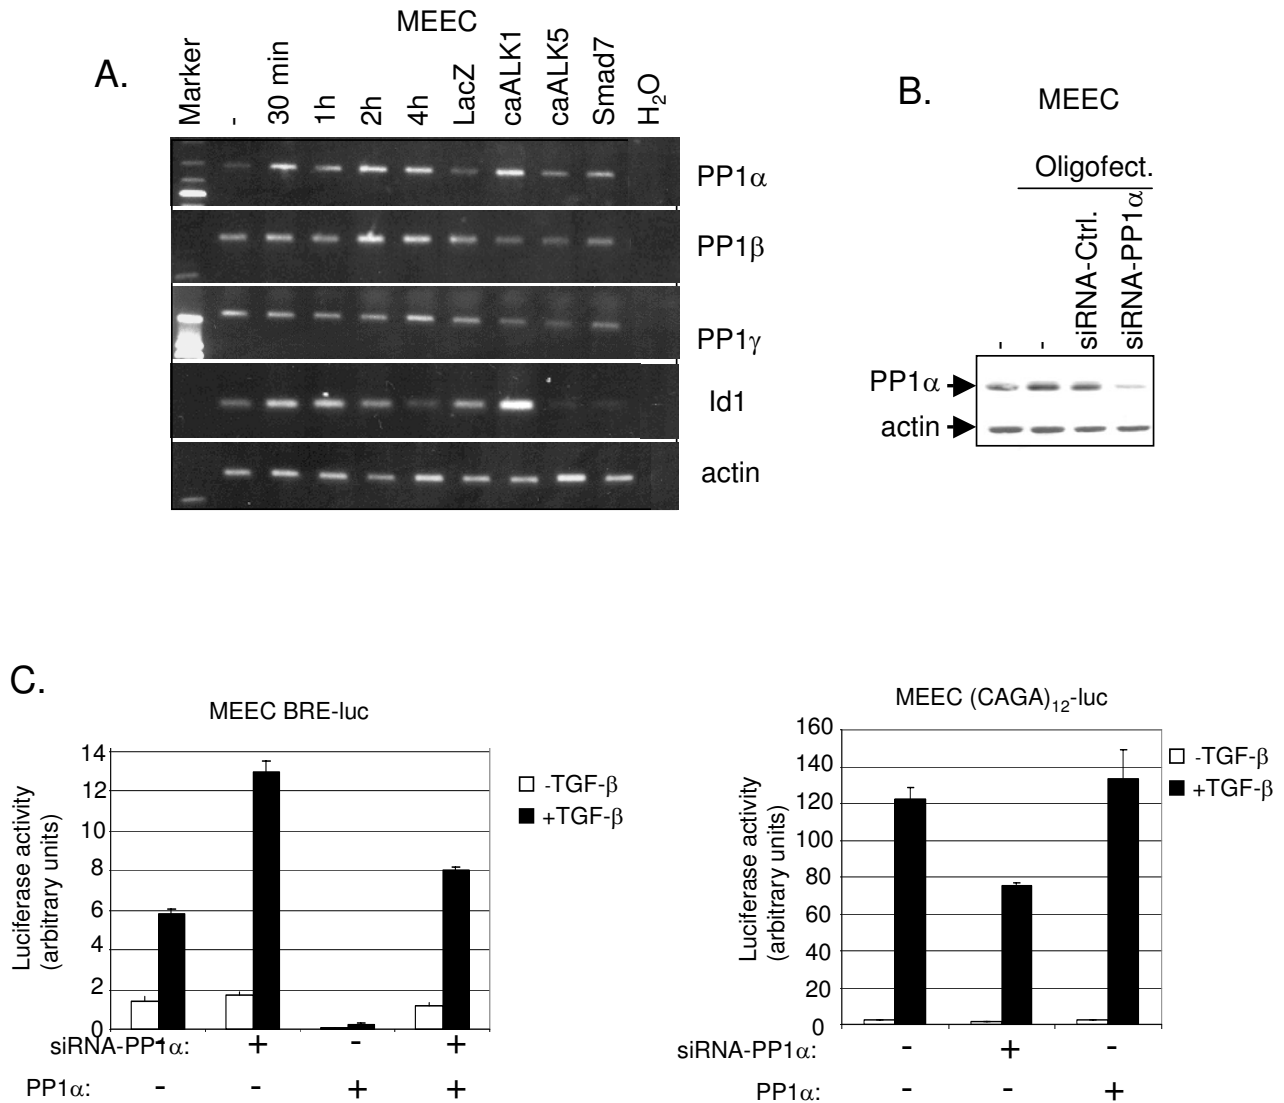 A.
MEEC
Marker
-
30 min
1h
2h
4h
LacZ
caALK1
caALK5
Smad7
H₂O
PP1α
PP1β
PP1γ
Id1
actin
B.
MEEC
Oligofect.
-
-
siRNA-Ctrl.
siRNA-PP1α
PP1α
actin
C.
MEEC BRE-luc
Luciferase activity
(arbitrary units)
14
12
10
8
6
4
2
0
-TGF-β
+TGF-β
siRNA-PP1α: - + - +
PP1α: - - + +
MEEC (CAGA)₁₂-luc
Luciferase activity
(arbitrary units)
160
140
120
100
80
60
40
20
0
-TGF-β
+TGF-β
siRNA-PP1α: - + -
PP1α: - - +